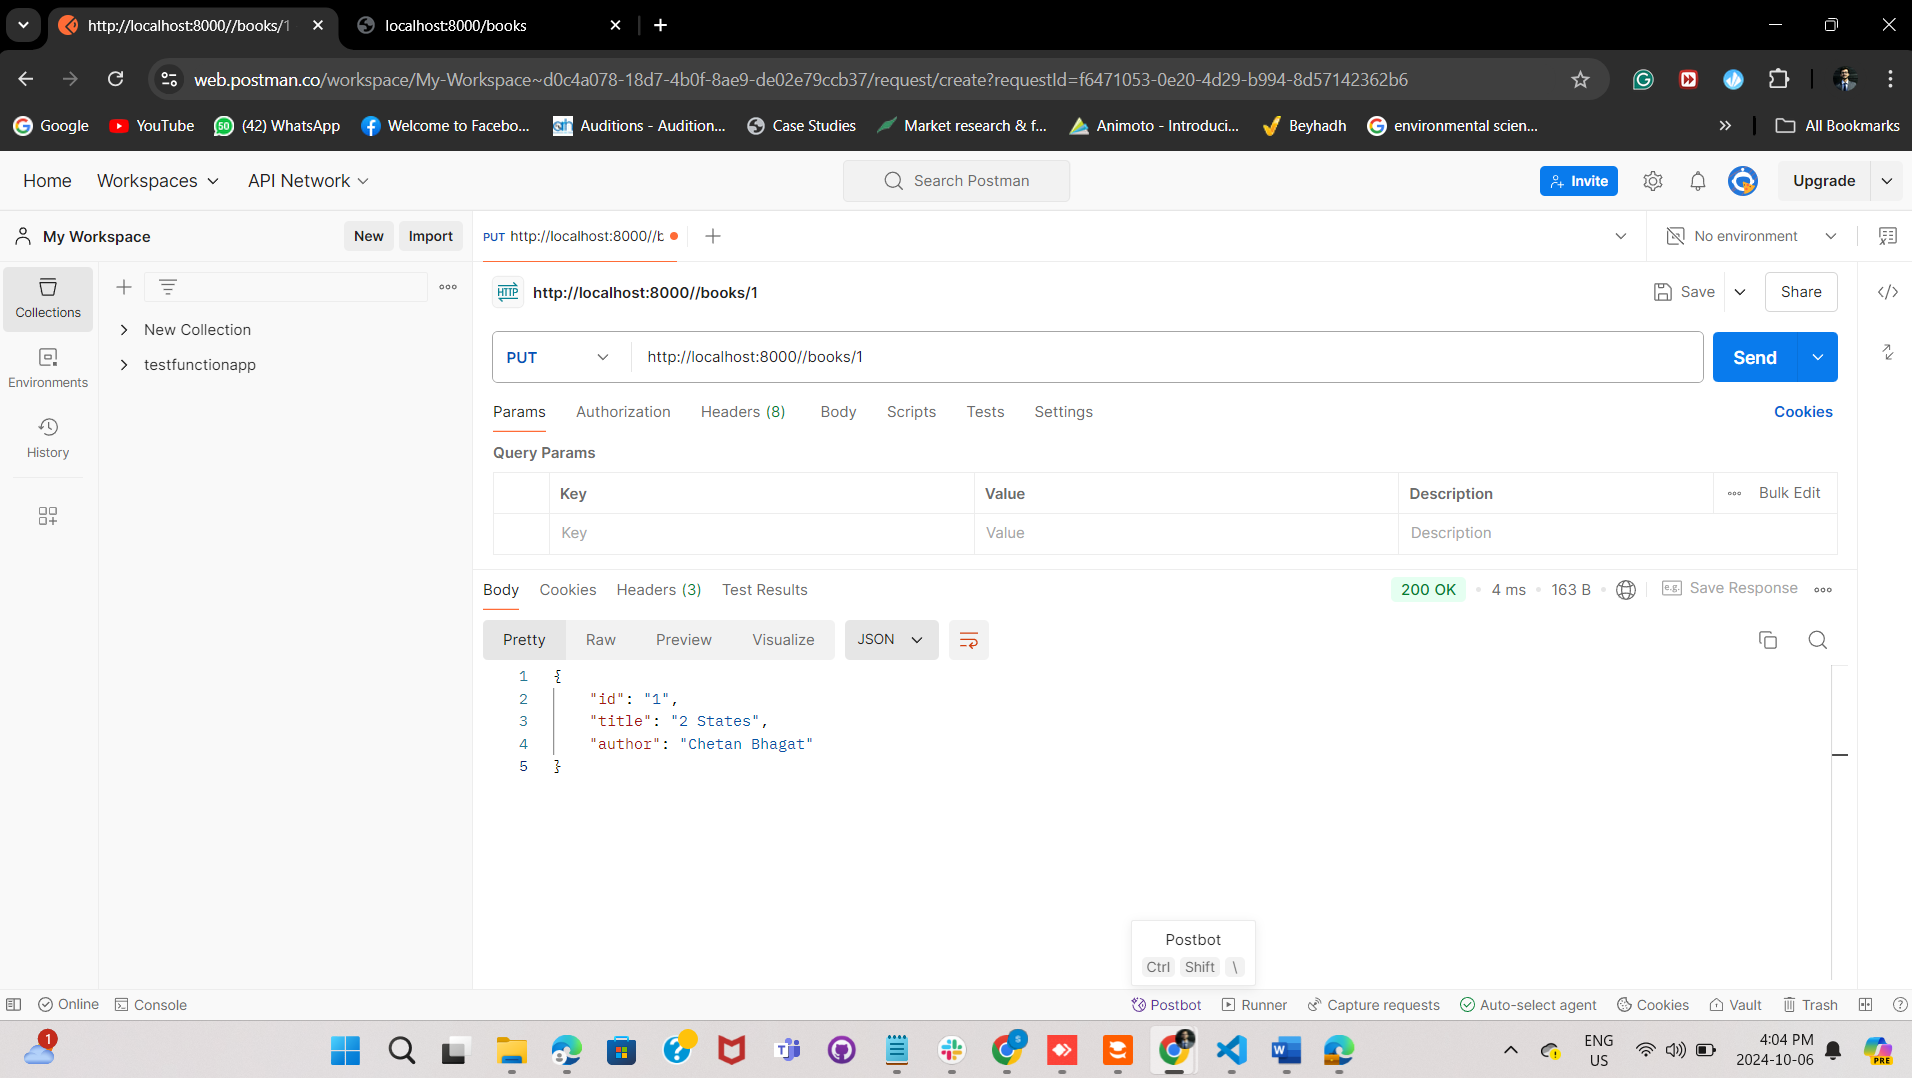 http://localhost:8000//books/1
localhost:8000/books
web.postman.co/workspace/My-Workspace~d0c4a078-18d7-4b0f-8ae9-de02e79ccb37/request/create?requestId=f6471053-0e20-4d29-b994-8d57142362b6
Google YouTube 50 (42) WhatsApp Welcome to Facebo... Auditions - Audition... Case Studies Market research & f... Animoto - Introduci... Beyhadh environmental scien... » All Bookmarks
Home Workspaces API Network Search Postman Invite Upgrade
My Workspace New Import PUT http://localhost:8000//b No environment
Collections
Environments
History
New Collection
testfunctionapp
HTTP http://localhost:8000//books/1 Save Share
PUT http://localhost:8000//books/1 Send
Params Authorization Headers (8) Body Scripts Tests Settings Cookies
Query Params
Key Value Description Bulk Edit
Key Value Description
Body Cookies Headers (3) Test Results 200 OK 4 ms 163 B e.g. Save Response
Pretty Raw Preview Visualize JSON
1 {
2 "id": "1",
3 "title": "2 States",
4 "author": "Chetan Bhagat"
5 }
Postbot
Ctrl Shift \
Online Console Postbot Runner Capture requests Auto-select agent Cookies Vault Trash
1 S ENG US 4:04 PM 2024-10-06 PRE